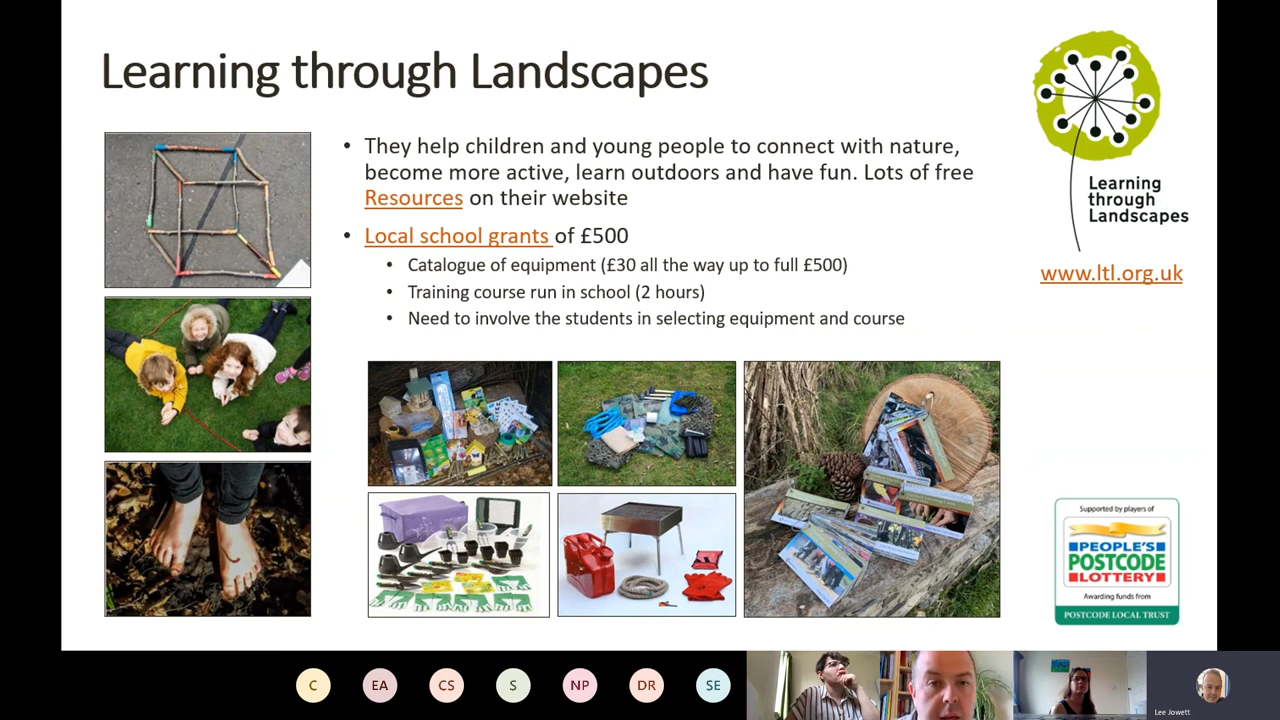 Learning through Landscapes
• They help children and young people to connect with nature,
become more active, learn outdoors and have fun. Lots of free
Resources on their website
• Local school grants of £500
• Catalogue of equipment (£30 all the way up to full £500)
• Training course run in school (2 hours)
• Need to involve the students in selecting equipment and course
Learning
through
Landscapes
www.ltl.org.uk
Supported by players of
PEOPLE'S
POSTCODE
LOTTERY
Awarding funds from
POSTCODE LOCAL TRUST
C
EA
CS
S
NP
DR
SE
Lee Jowett